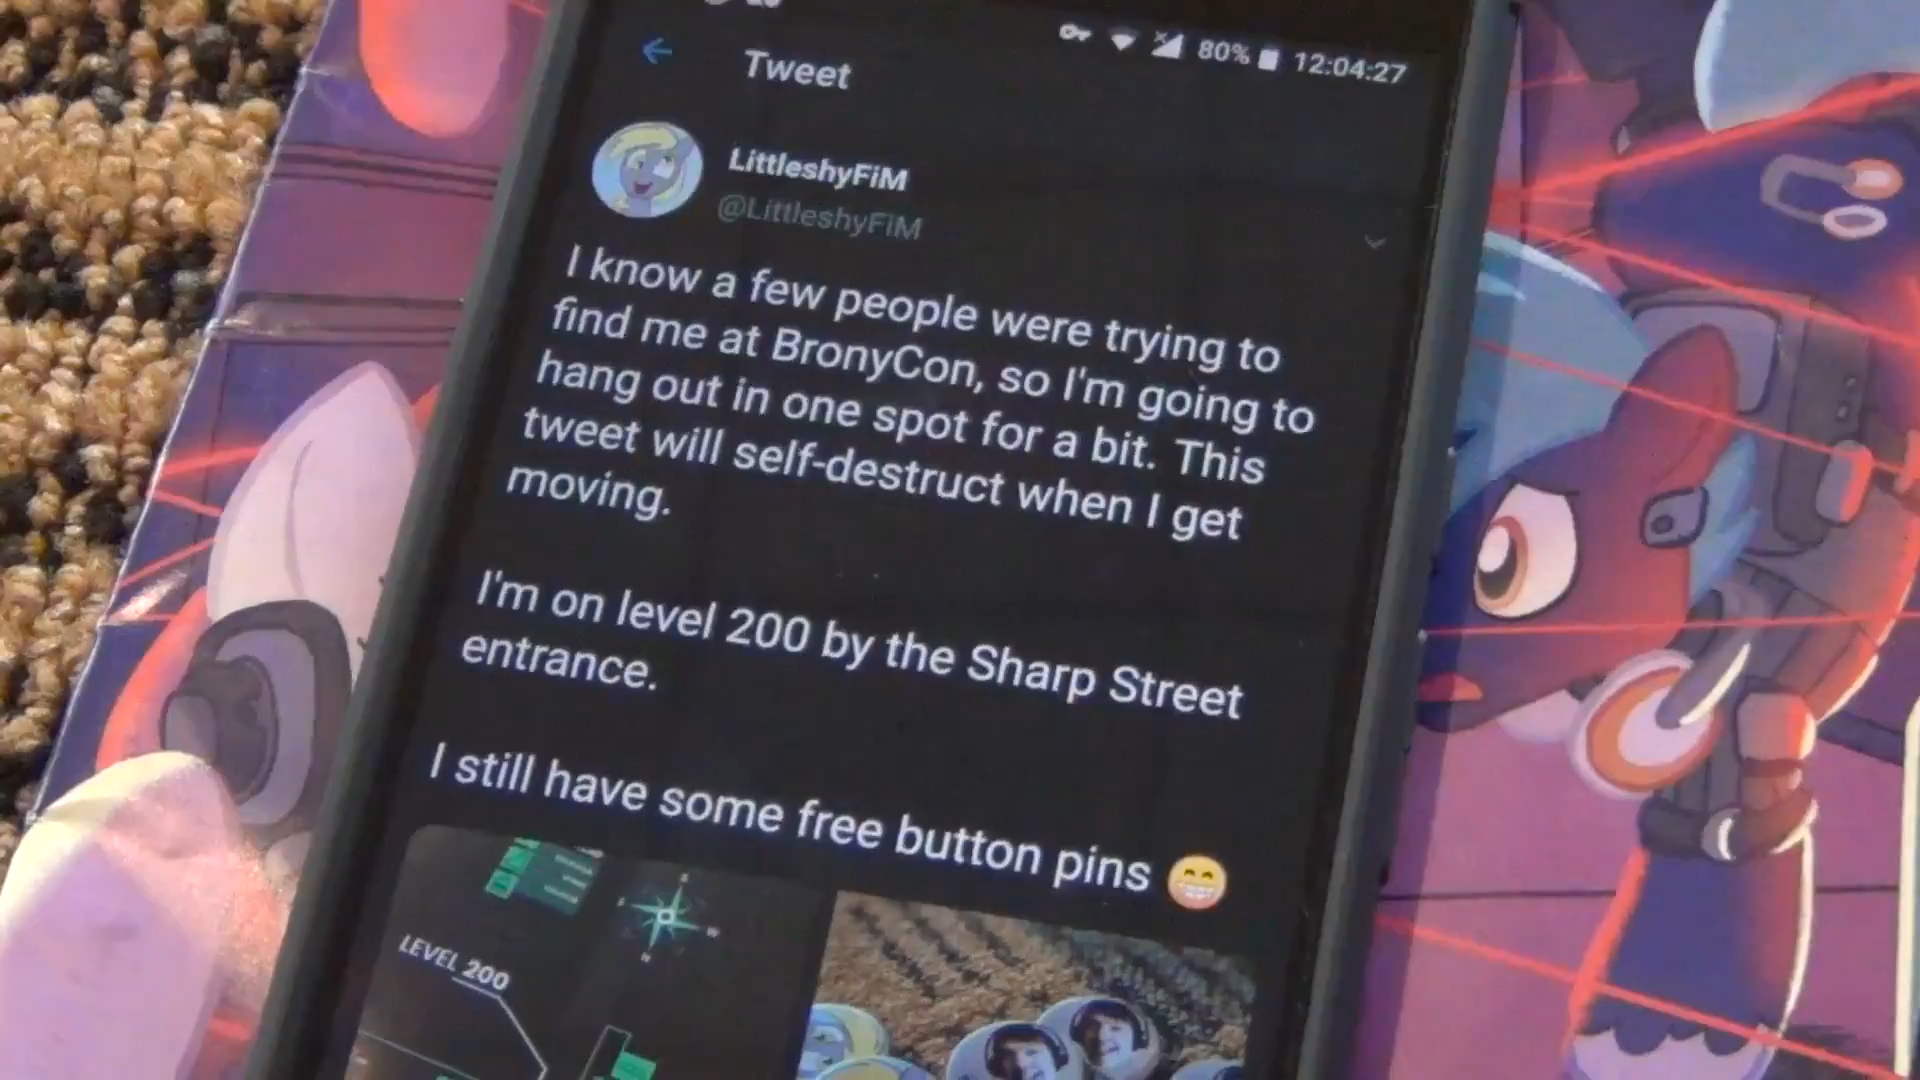 80% 12:04:27
Tweet
LittleshyFiM
@LittleshyFiM
I know a few people were trying to
find me at BronyCon, so I'm going to
hang out in one spot for a bit. This
tweet will self-destruct when I get
moving.
I'm on level 200 by the Sharp Street
entrance.
I still have some free button pins 😁
LEVEL 200